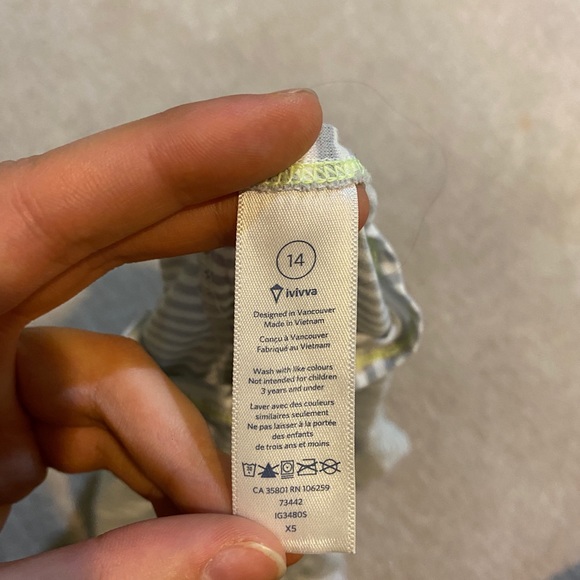 14
ivivva
Designed in Vancouver
Made in Vietnam
Conçu à Vancouver
Fabriqué au Vietnam
Wash with like colours
Not intended for children
3 years and under
Laver avec des couleurs
similaires seulement
Ne pas laisser à la portée
des enfants
de trois ans et moins
CA 35801 RN 106259
73442
IG3480S
XS